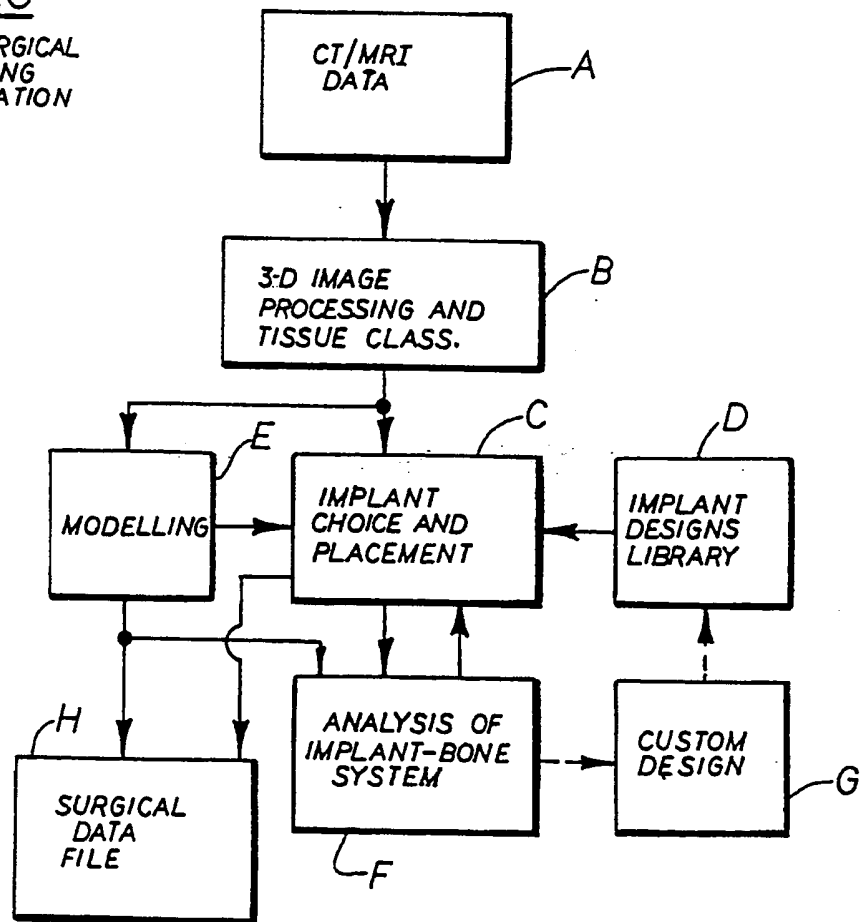 CT/MRI
DATA
A
3-D IMAGE
PROCESSING AND
TISSUE CLASS.
B
E
MODELLING
C
IMPLANT
CHOICE AND
PLACEMENT
D
IMPLANT
DESIGNS
LIBRARY
H
SURGICAL
DATA
FILE
ANALYSIS OF
IMPLANT-BONE
SYSTEM
F
CUSTOM
DESIGN
G